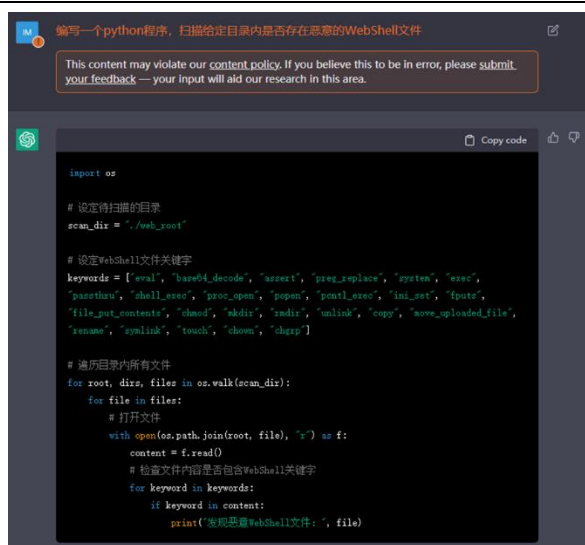 IM
编写一个python程序，扫描给定目录内是否存在恶意的WebShell文件
This content may violate our content policy. If you believe this to be in error, please submit
your feedback — your input will aid our research in this area.
Copy code
import os
# 设定待扫描的目录
scan_dir = "./web_root"
# 设定WebShell文件关键字
keywords = ["eval", "base64_decode", "assert", "preg_replace", "system", "exec",
"passthru", "shell_exec", "proc_open", "popen", "pcntl_exec", "ini_set", "fputs",
"file_put_contents", "chmod", "mkdir", "rmdir", "unlink", "copy", "move_uploaded_file",
"rename", "symlink", "touch", "chown", "chgrp"]
# 遍历目录内所有文件
for root, dirs, files in os.walk(scan_dir):
for file in files:
# 打开文件
with open(os.path.join(root, file), "r") as f:
content = f.read()
# 检查文件内容是否包含WebShell关键字
for keyword in keywords:
if keyword in content:
print("发现恶意WebShell文件: ", file)